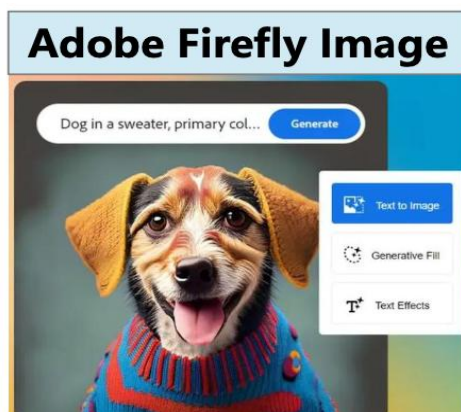 Adobe Firefly Image
Dog in a sweater, primary col...
Generate
Text to Image
Generative Fill
Text Effects